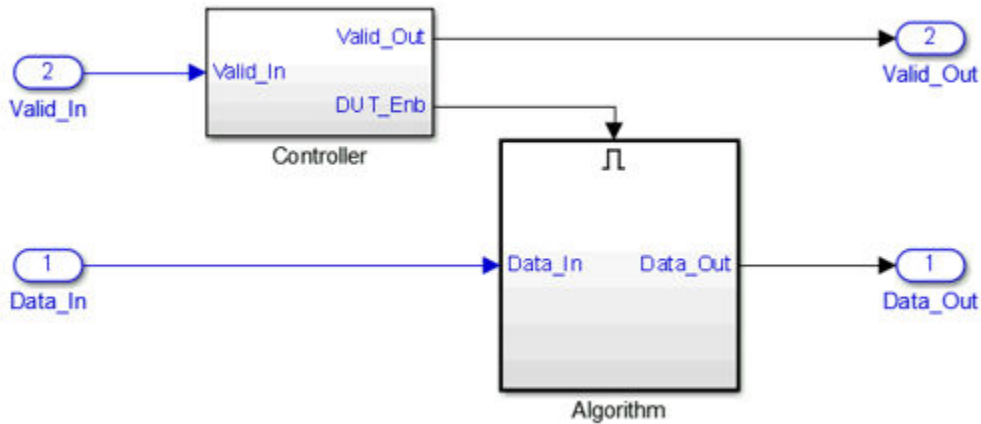 Valid_Out
2
Valid_Out
2
Valid_In
Valid_In
DUT_Enb
Controller
1
Data_In
Data_In
Data_Out
1
Data_Out
Algorithm